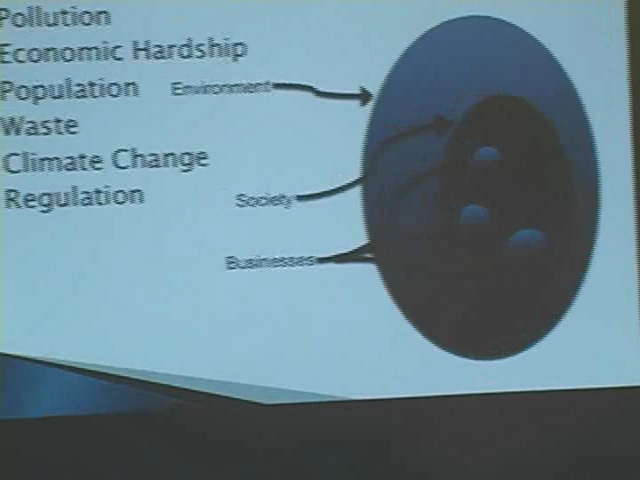 Pollution
Economic Hardship
Population
Waste
Climate Change
Regulation
Environment
Society
Businesses